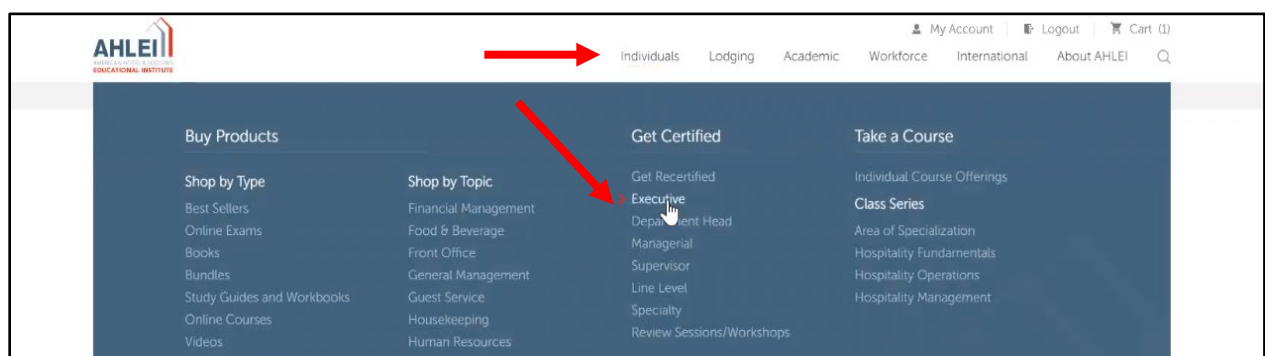 My Account Logout Cart (1)
AHLEI
AMERICAN HOTEL & LODGING
EDUCATIONAL INSTITUTE
Individuals Lodging Academic Workforce International About AHLEI
Buy Products
Shop by Type
Best Sellers
Online Exams
Books
Bundles
Study Guides and Workbooks
Online Courses
Videos
Shop by Topic
Financial Management
Food & Beverage
Front Office
General Management
Guest Service
Housekeeping
Human Resources
Get Certified
Get Recertified
Executive
Department Head
Managerial
Supervisor
Line Level
Specialty
Review Sessions/Workshops
Take a Course
Individual Course Offerings
Class Series
Area of Specialization
Hospitality Fundamentals
Hospitality Operations
Hospitality Management